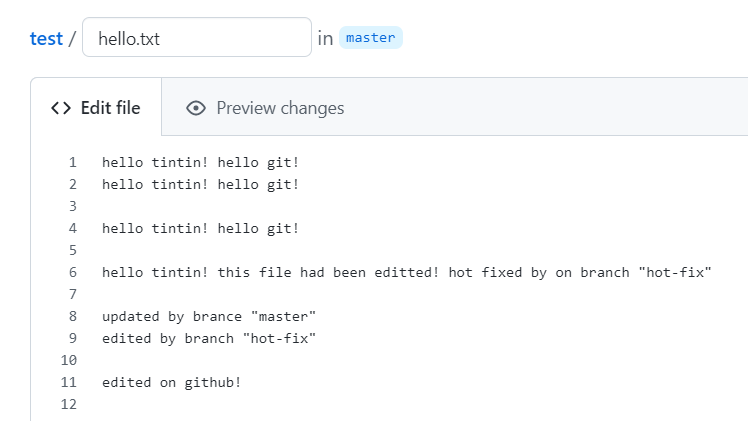 test / hello.txt in master
Edit file Preview changes
1 hello tintin! hello git!
2 hello tintin! hello git!
3
4 hello tintin! hello git!
5
6 hello tintin! this file had been editted! hot fixed by on branch "hot-fix"
7
8 updated by brance "master"
9 edited by branch "hot-fix"
10
11 edited on github!
12